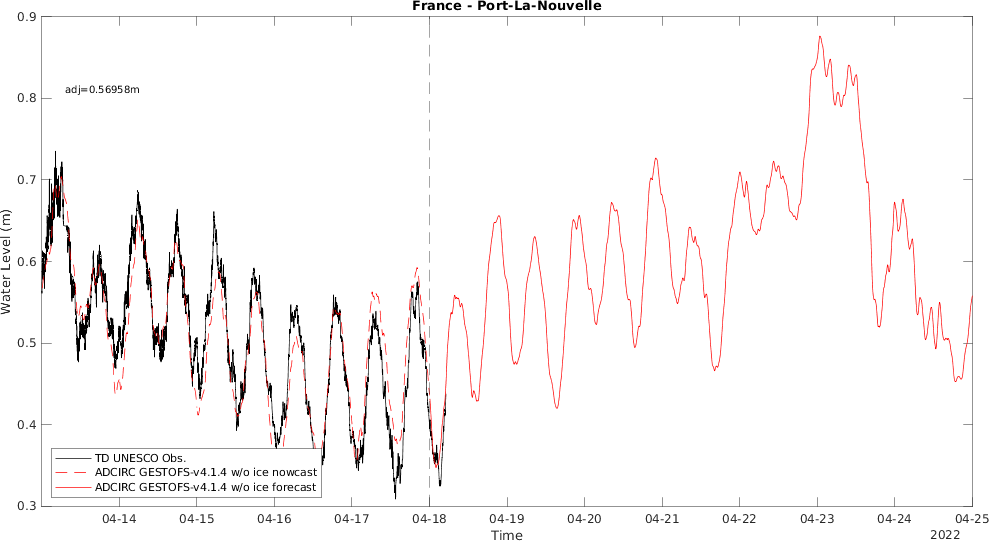 France - Port-La-Nouvelle
0.9
0.8
0.7
0.6
0.5
0.4
0.3
Water Level (m)
adj=0.56958m
TD UNESCO Obs.
ADCIRC GESTOFS-v4.1.4 w/o ice nowcast
ADCIRC GESTOFS-v4.1.4 w/o ice forecast
04-14 04-15 04-16 04-17 04-18 04-19 04-20 04-21 04-22 04-23 04-24 04-25
Time
2022